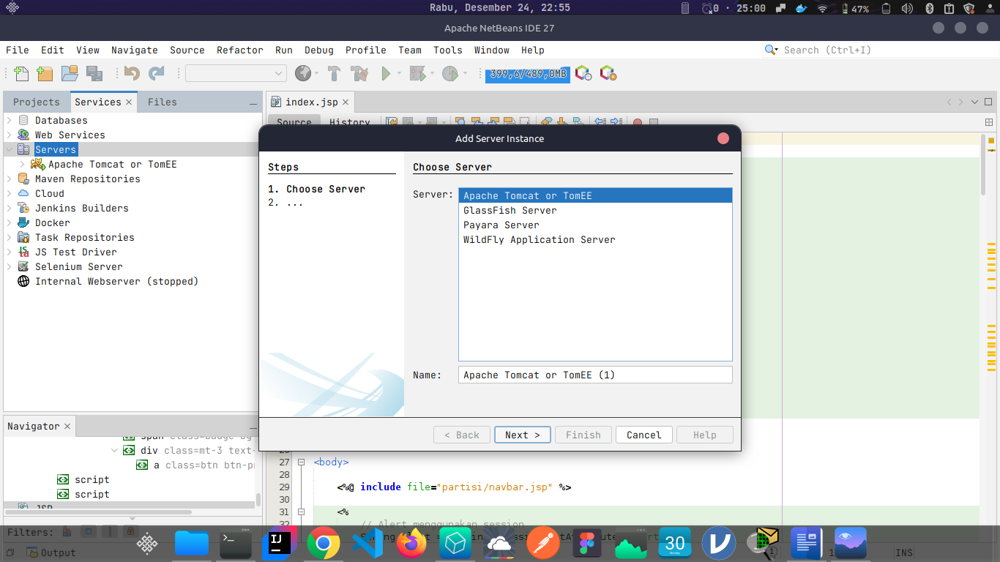 Rabu, Desember 24, 22:55
0 · 25:00
47%
Apache NetBeans IDE 27
File Edit View Navigate Source Refactor Run Debug Profile Team Tools Window Help
Search (Ctrl+I)
399,6/489,0MB
Projects Services Files
index.jsp
Source History
Databases
Web Services
Servers
Apache Tomcat or TomEE
Maven Repositories
Cloud
Jenkins Builders
Docker
Task Repositories
JS Test Driver
Selenium Server
Internal Webserver (stopped)
Add Server Instance
Steps
1. Choose Server
2. ...
Choose Server
Server:
Apache Tomcat or TomEE
GlassFish Server
Payara Server
WildFly Application Server
Name: Apache Tomcat or TomEE (1)
< Back Next > Finish Cancel Help
Navigator
span class=badge bg
div class=mt-3 text-
a class=btn btn-pr
script
script
JSP
Filters:
Output
27 <body>
28
29 <%@ include file="partisi/navbar.jsp" %>
30
31 <%
32 // Alert menggunakan session
INS
IJ
30
Monday